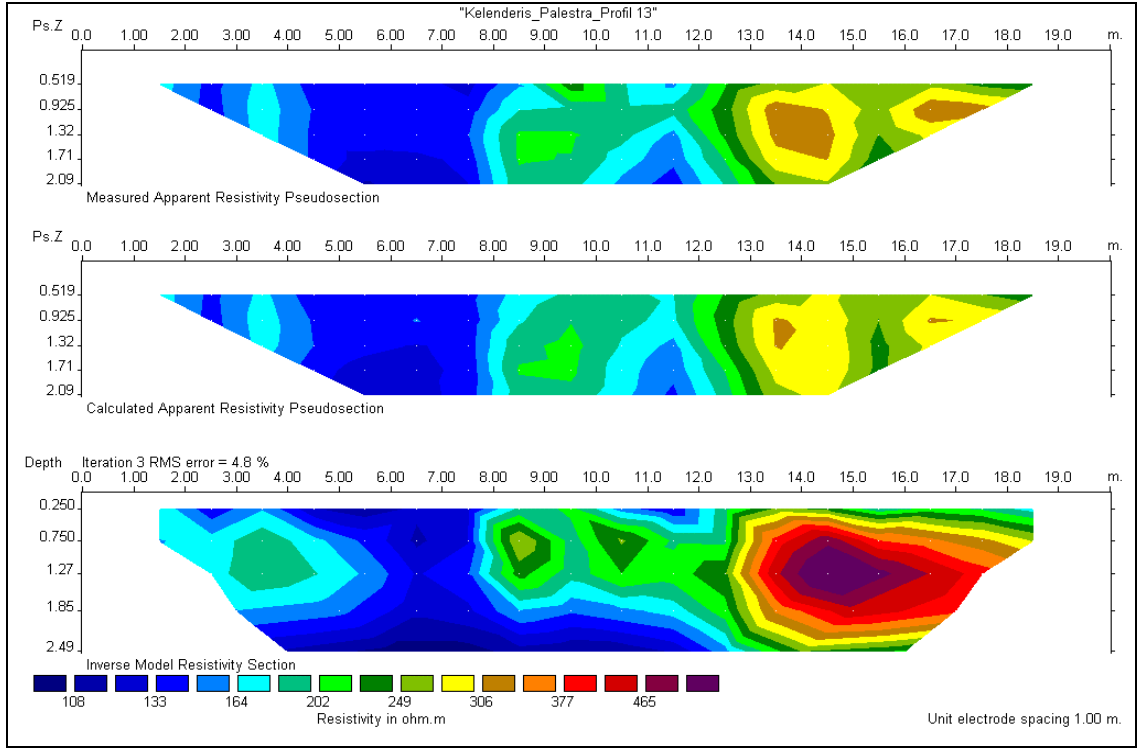 "Kelenderis_Palestra_Profil 13"
Ps.Z 0.0 1.00 2.00 3.00 4.00 5.00 6.00 7.00 8.00 9.00 10.0 11.0 12.0 13.0 14.0 15.0 16.0 17.0 18.0 19.0 m.
0.519
0.925
1.32
1.71
2.09
Measured Apparent Resistivity Pseudosection
Ps.Z 0.0 1.00 2.00 3.00 4.00 5.00 6.00 7.00 8.00 9.00 10.0 11.0 12.0 13.0 14.0 15.0 16.0 17.0 18.0 19.0 m.
0.519
0.925
1.32
1.71
2.09
Calculated Apparent Resistivity Pseudosection
Depth Iteration 3 RMS error = 4.8 %
0.0 1.00 2.00 3.00 4.00 5.00 6.00 7.00 8.00 9.00 10.0 11.0 12.0 13.0 14.0 15.0 16.0 17.0 18.0 19.0 m.
0.250
0.750
1.27
1.85
2.49
Inverse Model Resistivity Section
108 133 164 202 249 306 377 465
Resistivity in ohm.m
Unit electrode spacing 1.00 m.